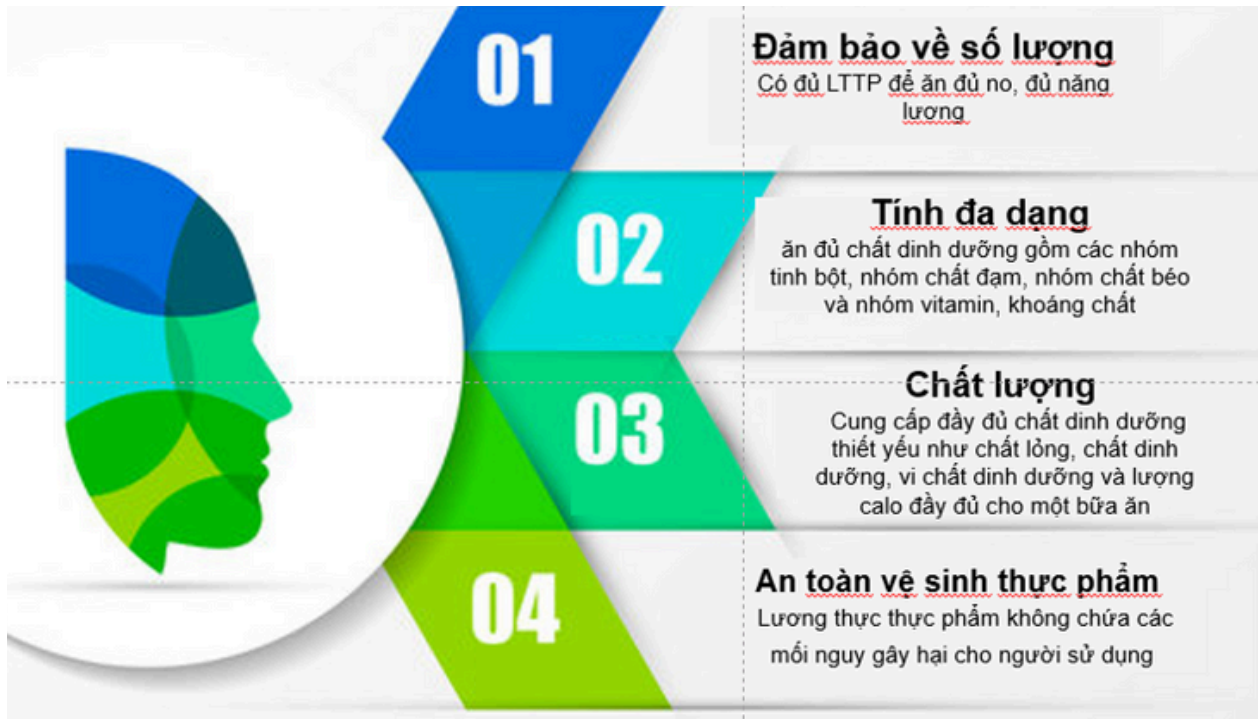 01
Đảm bảo về số lượng
Có đủ LTTP để ăn đủ no, đủ năng
lương
02
Tính đa dạng
ăn đủ chất dinh dưỡng gồm các nhóm
tinh bột, nhóm chất đạm, nhóm chất béo
và nhóm vitamin, khoáng chất
03
Chất lượng
Cung cấp đầy đủ chất dinh dưỡng
thiết yếu như chất lỏng, chất dinh
dưỡng, vi chất dinh dưỡng và lượng
calo đầy đủ cho một bữa ăn
04
An toàn vệ sinh thực phẩm
Lương thực thực phẩm không chứa các
mối nguy gây hại cho người sử dụng